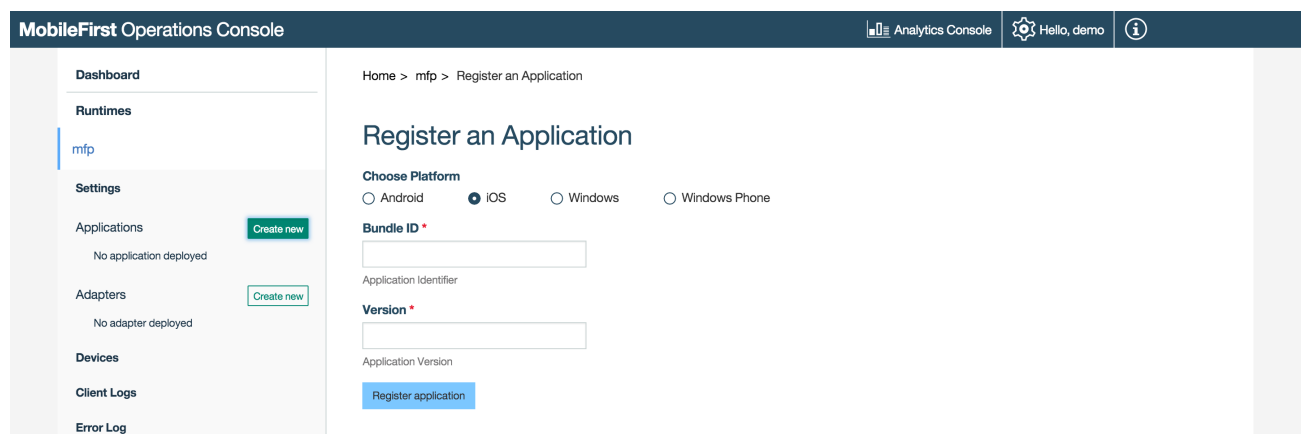 MobileFirst Operations Console
Analytics Console
Hello, demo
Dashboard
Runtimes
mfp
Settings
Applications Create new
No application deployed
Adapters Create new
No adapter deployed
Devices
Client Logs
Error Log
Home > mfp > Register an Application
Register an Application
Choose Platform
Android iOS Windows Windows Phone
Bundle ID *
Application Identifier
Version *
Application Version
Register application